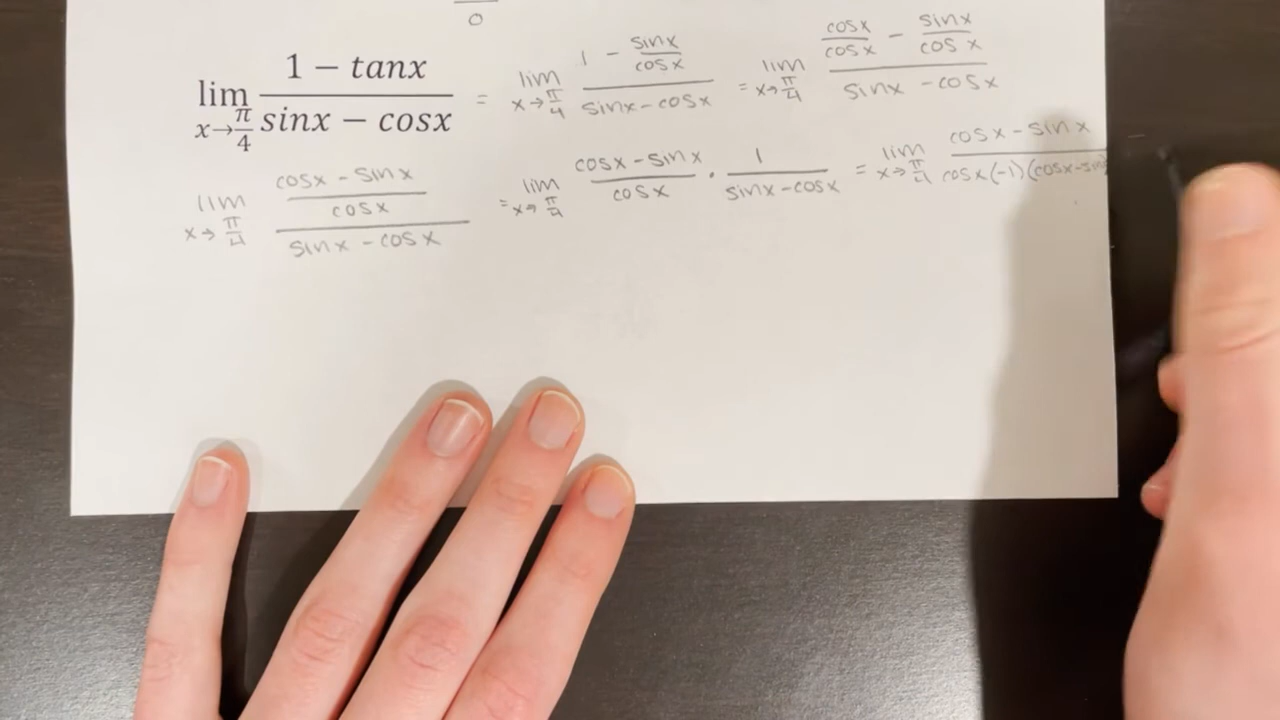 0
lim x→π/4 (1 − tanx)/(sinx − cosx) = lim x→π/4 (1 − sinx/cosx)/(sinx − cosx) = lim x→π/4 (cosx/cosx − sinx/cosx)/(sinx − cosx)
lim x→π/4 ((cosx − sinx)/cosx)/(sinx − cosx) = lim x→π/4 (cosx − sinx)/cosx · 1/(sinx − cosx) = lim x→π/4 (cosx − sinx)/(cosx(−1)(cosx−sin